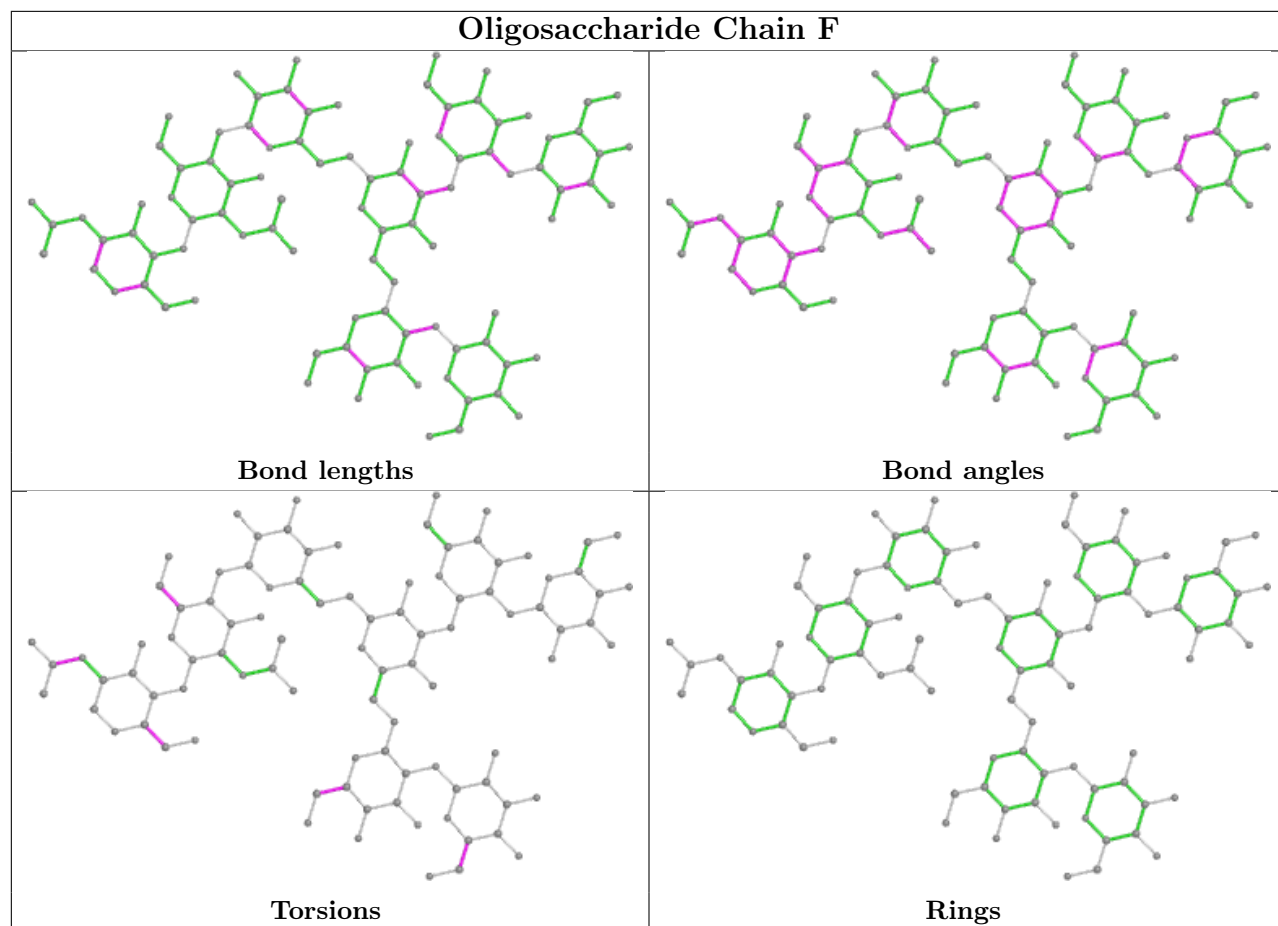 Oligosaccharide Chain F
Bond lengths
Bond angles
Torsions
Rings